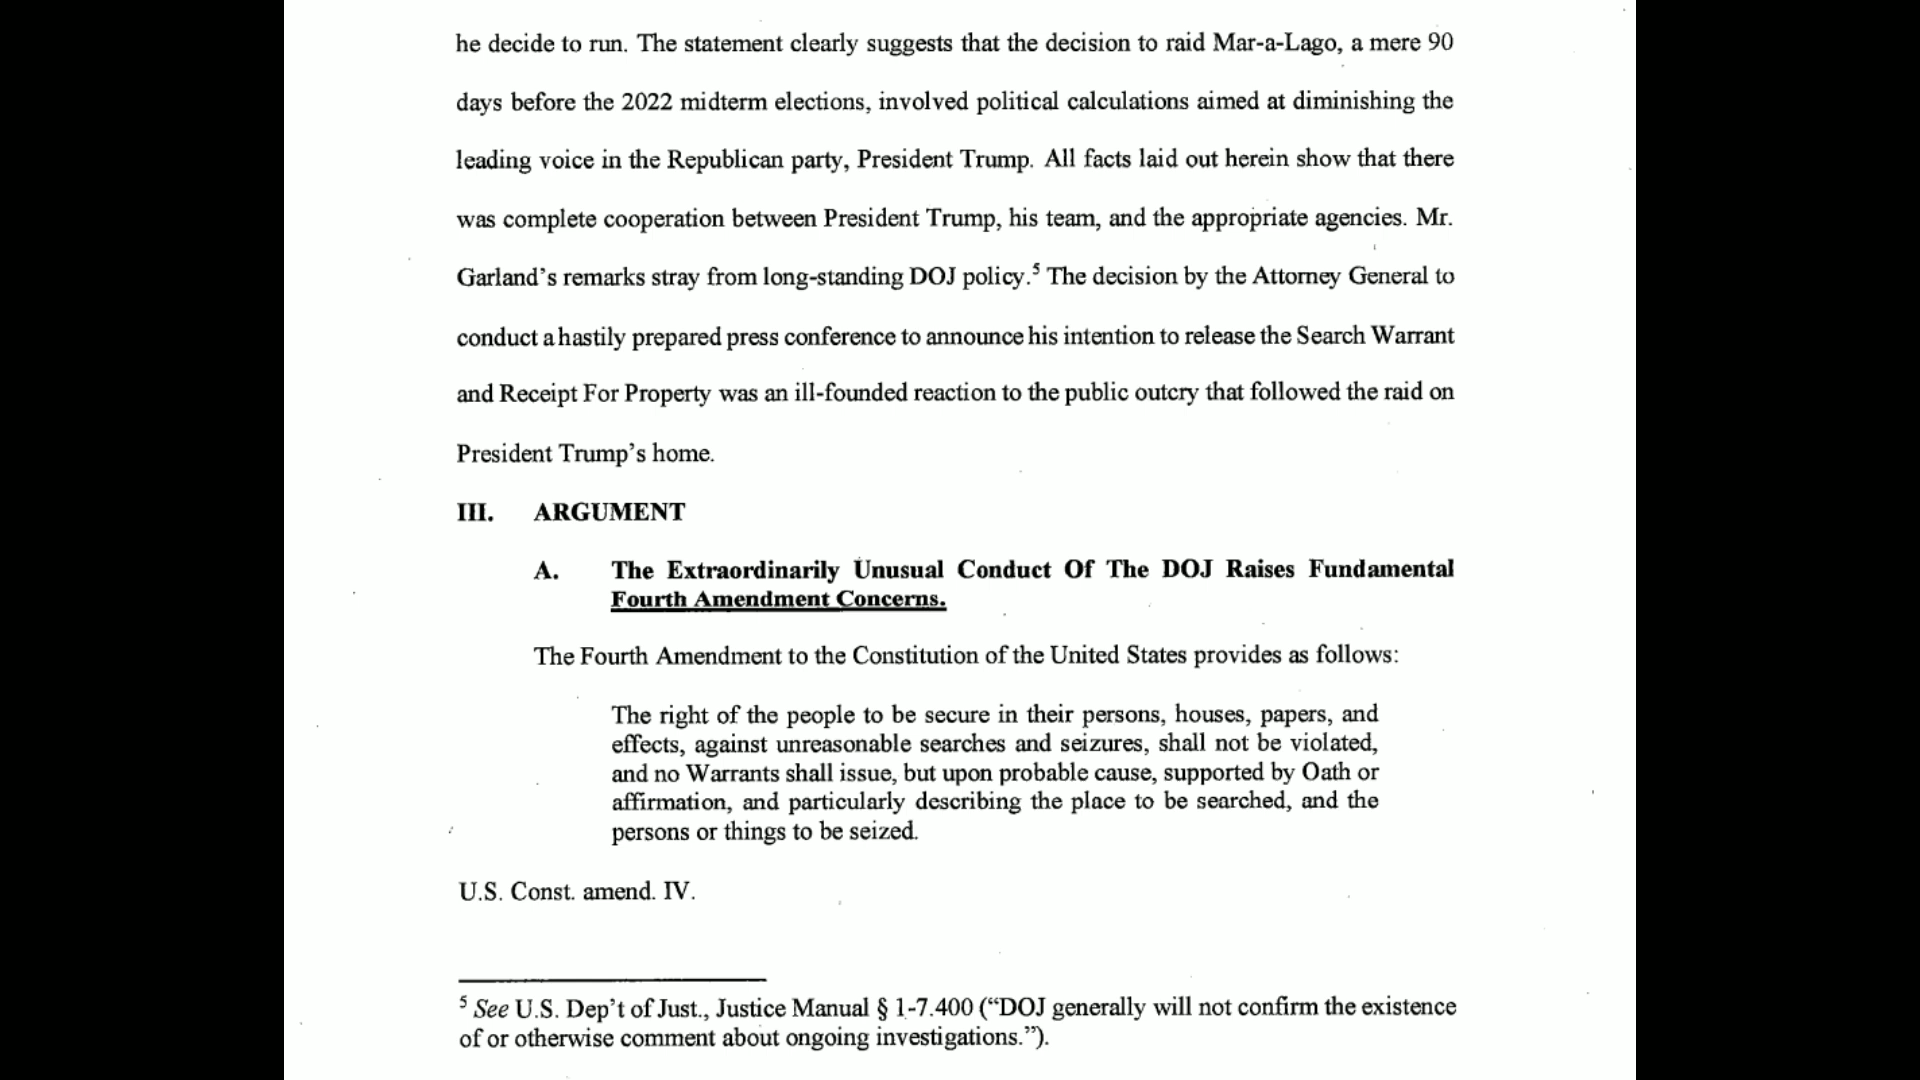 he decide to run. The statement clearly suggests that the decision to raid Mar-a-Lago, a mere 90
days before the 2022 midterm elections, involved political calculations aimed at diminishing the
leading voice in the Republican party, President Trump. All facts laid out herein show that there
was complete cooperation between President Trump, his team, and the appropriate agencies. Mr.
Garland's remarks stray from long-standing DOJ policy.⁵ The decision by the Attorney General to
conduct a hastily prepared press conference to announce his intention to release the Search Warrant
and Receipt For Property was an ill-founded reaction to the public outcry that followed the raid on
President Trump's home.
III. ARGUMENT
A. The Extraordinarily Unusual Conduct Of The DOJ Raises Fundamental
Fourth Amendment Concerns.
The Fourth Amendment to the Constitution of the United States provides as follows:
The right of the people to be secure in their persons, houses, papers, and
effects, against unreasonable searches and seizures, shall not be violated,
and no Warrants shall issue, but upon probable cause, supported by Oath or
affirmation, and particularly describing the place to be searched, and the
persons or things to be seized.
U.S. Const. amend. IV.
⁵ See U.S. Dep't of Just., Justice Manual § 1-7.400 ("DOJ generally will not confirm the existence
of or otherwise comment about ongoing investigations.").